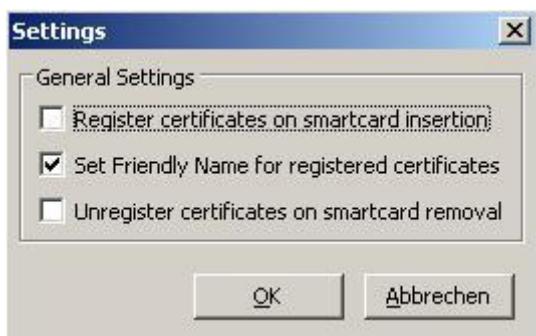 Settings
General Settings
Register certificates on smartcard insertion
Set Friendly Name for registered certificates
Unregister certificates on smartcard removal
OK Abbrechen